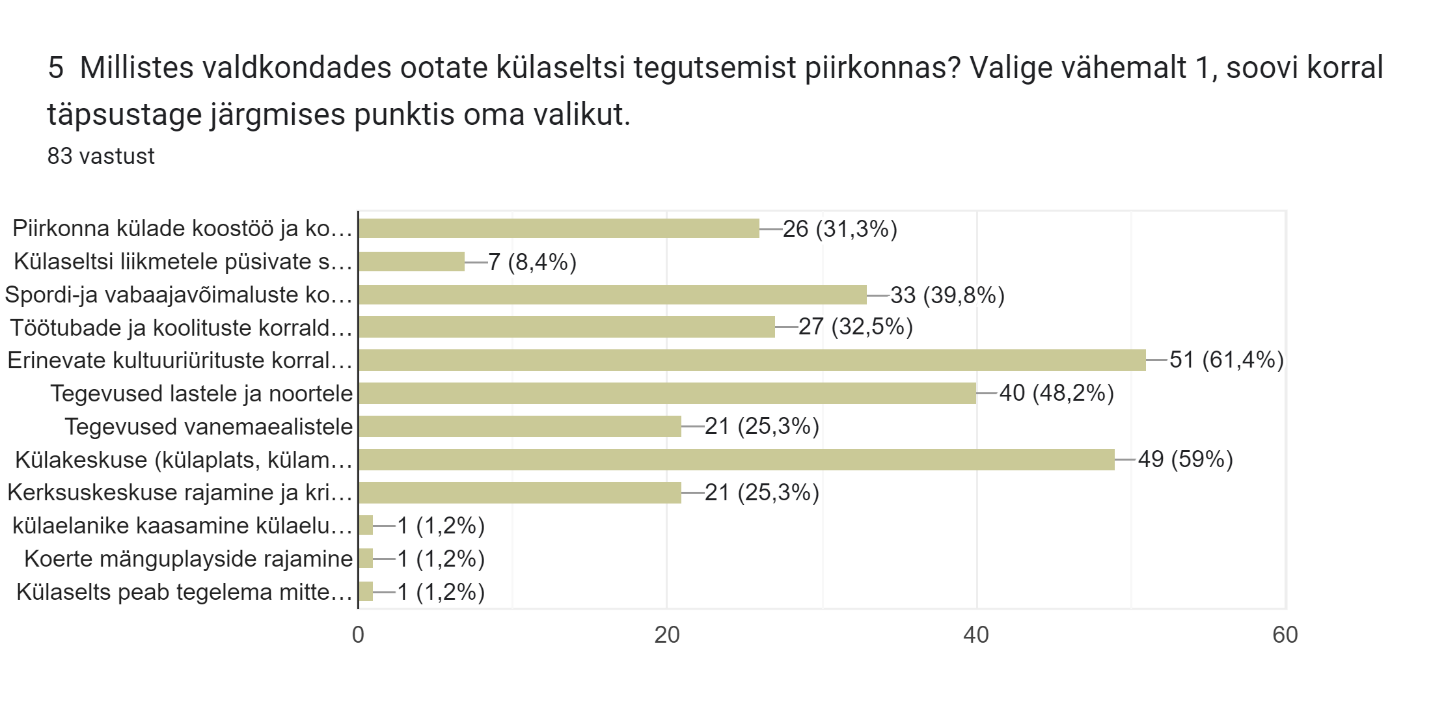 5 Millistes valdkondades ootate külaseltsi tegutsemist piirkonnas? Valige vähemalt 1, soovi korral
täpsustage järgmises punktis oma valikut.
83 vastust
Piirkonna külade koostöö ja ko… 26 (31,3%)
Külaseltsi liikmetele püsivate s… 7 (8,4%)
Spordi-ja vabaajavõimaluste ko… 33 (39,8%)
Töötubade ja koolituste korrald… 27 (32,5%)
Erinevate kultuuriürituste korral… 51 (61,4%)
Tegevused lastele ja noortele 40 (48,2%)
Tegevused vanemaealistele 21 (25,3%)
Külakeskuse (külaplats, külam… 49 (59%)
Kerksuskeskuse rajamine ja kri… 21 (25,3%)
külaelanike kaasamine külaelu… 1 (1,2%)
Koerte mänguplayside rajamine 1 (1,2%)
Külaselts peab tegelema mitte… 1 (1,2%)
0 20 40 60